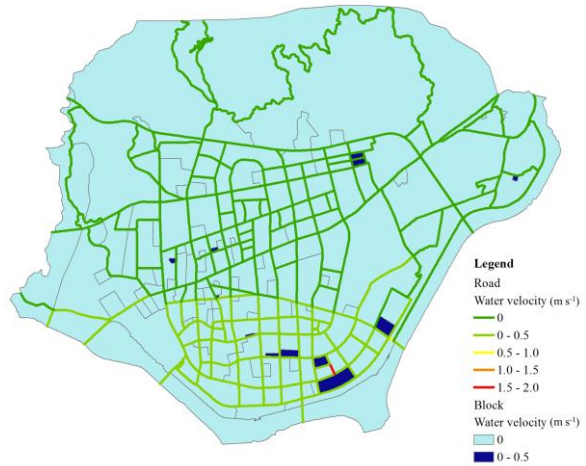 Legend
Road
Water velocity (m s⁻¹)
0
0 - 0.5
0.5 - 1.0
1.0 - 1.5
1.5 - 2.0
Block
Water velocity (m s⁻¹)
0
0 - 0.5